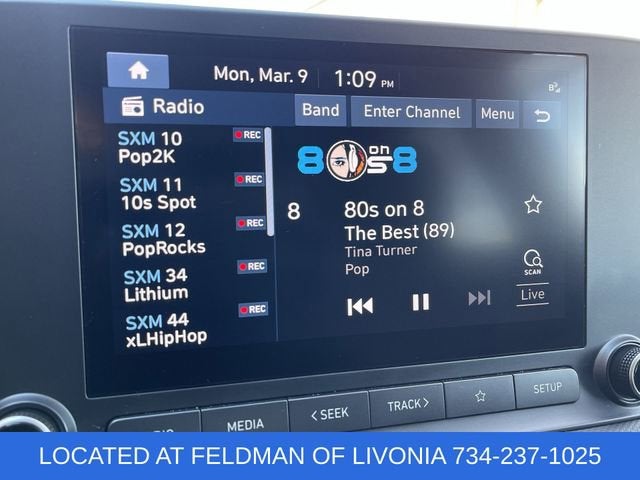 Mon, Mar. 9
1:09 PM
Radio
Band
Enter Channel
Menu
SXM 10
REC
Pop2K
SXM 11
REC
10s Spot
SXM 12
REC
PopRocks
SXM 34
REC
Lithium
SXM 44
REC
xLHipHop
80s on 8
8
80s on 8
The Best (89)
Tina Turner
Pop
SCAN
Live
MEDIA
< SEEK
TRACK >
SETUP
LOCATED AT FELDMAN OF LIVONIA 734-237-1025